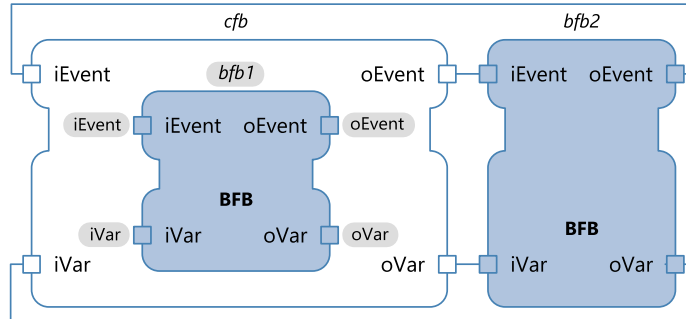 cfb
bfb2
iEvent
bfb1
oEvent
iEvent
oEvent
iEvent
iEvent
oEvent
oEvent
BFB
BFB
iVar
iVar
oVar
oVar
iVar
oVar
iVar
oVar